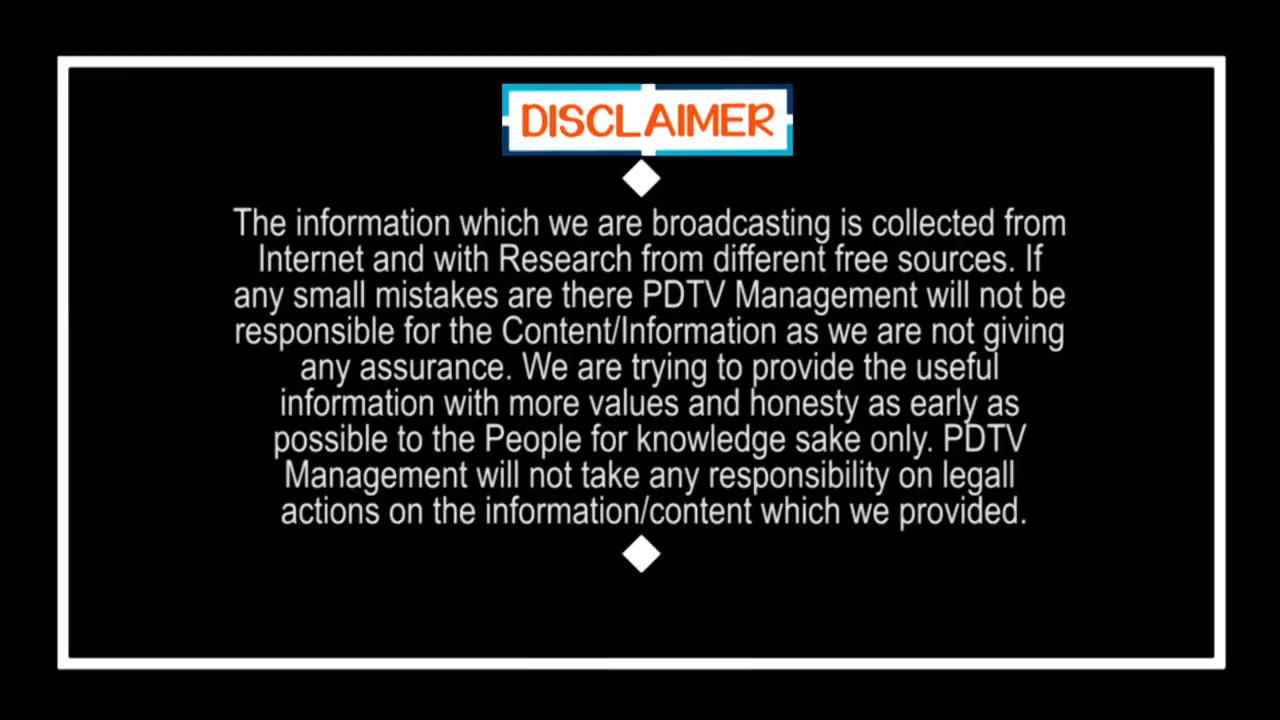 DISCLAIMER
The information which we are broadcasting is collected from
Internet and with Research from different free sources. If
any small mistakes are there PDTV Management will not be
responsible for the Content/Information as we are not giving
any assurance. We are trying to provide the useful
information with more values and honesty as early as
possible to the People for knowledge sake only. PDTV
Management will not take any responsibility on legall
actions on the information/content which we provided.